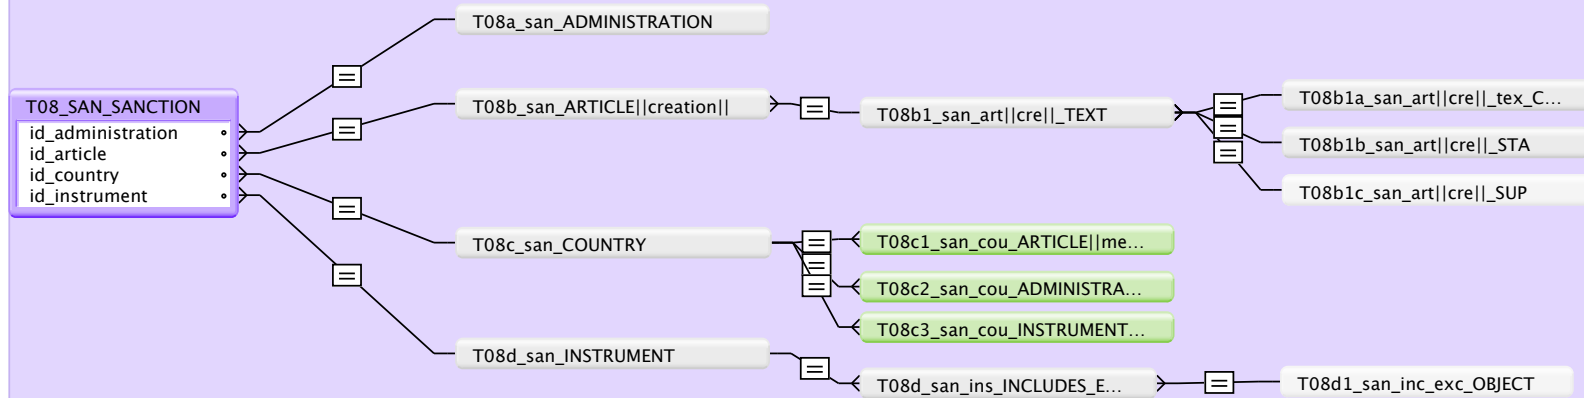 T08a_san_ADMINISTRATION
T08_SAN_SANCTION
id_administration
id_article
id_country
id_instrument
T08b_san_ARTICLE||creation||
T08b1_san_art||cre||_TEXT
T08b1a_san_art||cre||_tex_C...
T08b1b_san_art||cre||_STA
T08b1c_san_art||cre||_SUP
T08c_san_COUNTRY
T08c1_san_cou_ARTICLE||me...
T08c2_san_cou_ADMINISTRA...
T08c3_san_cou_INSTRUMENT...
T08d_san_INSTRUMENT
T08d_san_ins_INCLUDES_E...
T08d1_san_inc_exc_OBJECT